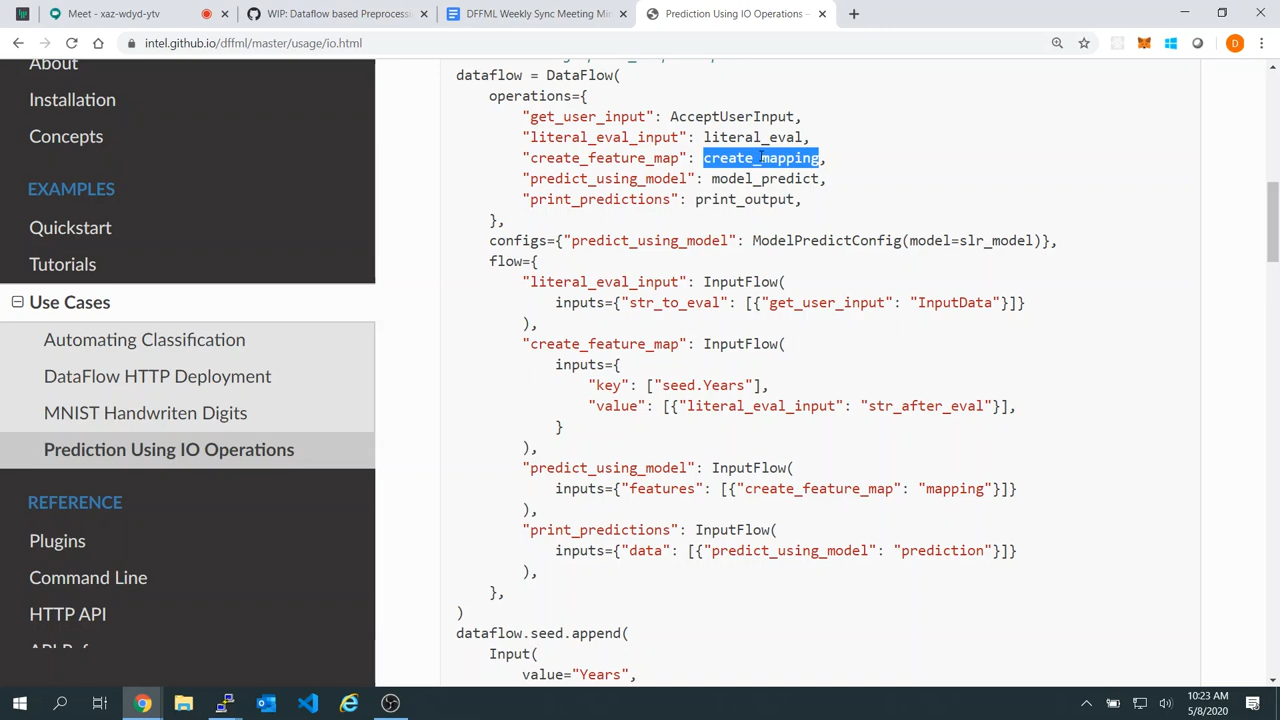 Meet - xaz-wdyd-ytv
WIP: Dataflow based Preprocessi
DFFML Weekly Sync Meeting Min
Prediction Using IO Operations —
intel.github.io/dffml/master/usage/io.html
D
About
Installation
Concepts
EXAMPLES
Quickstart
Tutorials
Use Cases
Automating Classification
DataFlow HTTP Deployment
MNIST Handwriten Digits
Prediction Using IO Operations
REFERENCE
Plugins
Command Line
HTTP API
dataflow = DataFlow(
operations={
"get_user_input": AcceptUserInput,
"literal_eval_input": literal_eval,
"create_feature_map": create_mapping,
"predict_using_model": model_predict,
"print_predictions": print_output,
},
configs={"predict_using_model": ModelPredictConfig(model=slr_model)},
flow={
"literal_eval_input": InputFlow(
inputs={"str_to_eval": [{"get_user_input": "InputData"}]}
),
"create_feature_map": InputFlow(
inputs={
"key": ["seed.Years"],
"value": [{"literal_eval_input": "str_after_eval"}],
}
),
"predict_using_model": InputFlow(
inputs={"features": [{"create_feature_map": "mapping"}]}
),
"print_predictions": InputFlow(
inputs={"data": [{"predict_using_model": "prediction"}]}
),
},
)
dataflow.seed.append(
Input(
value="Years",
10:23 AM
5/8/2020